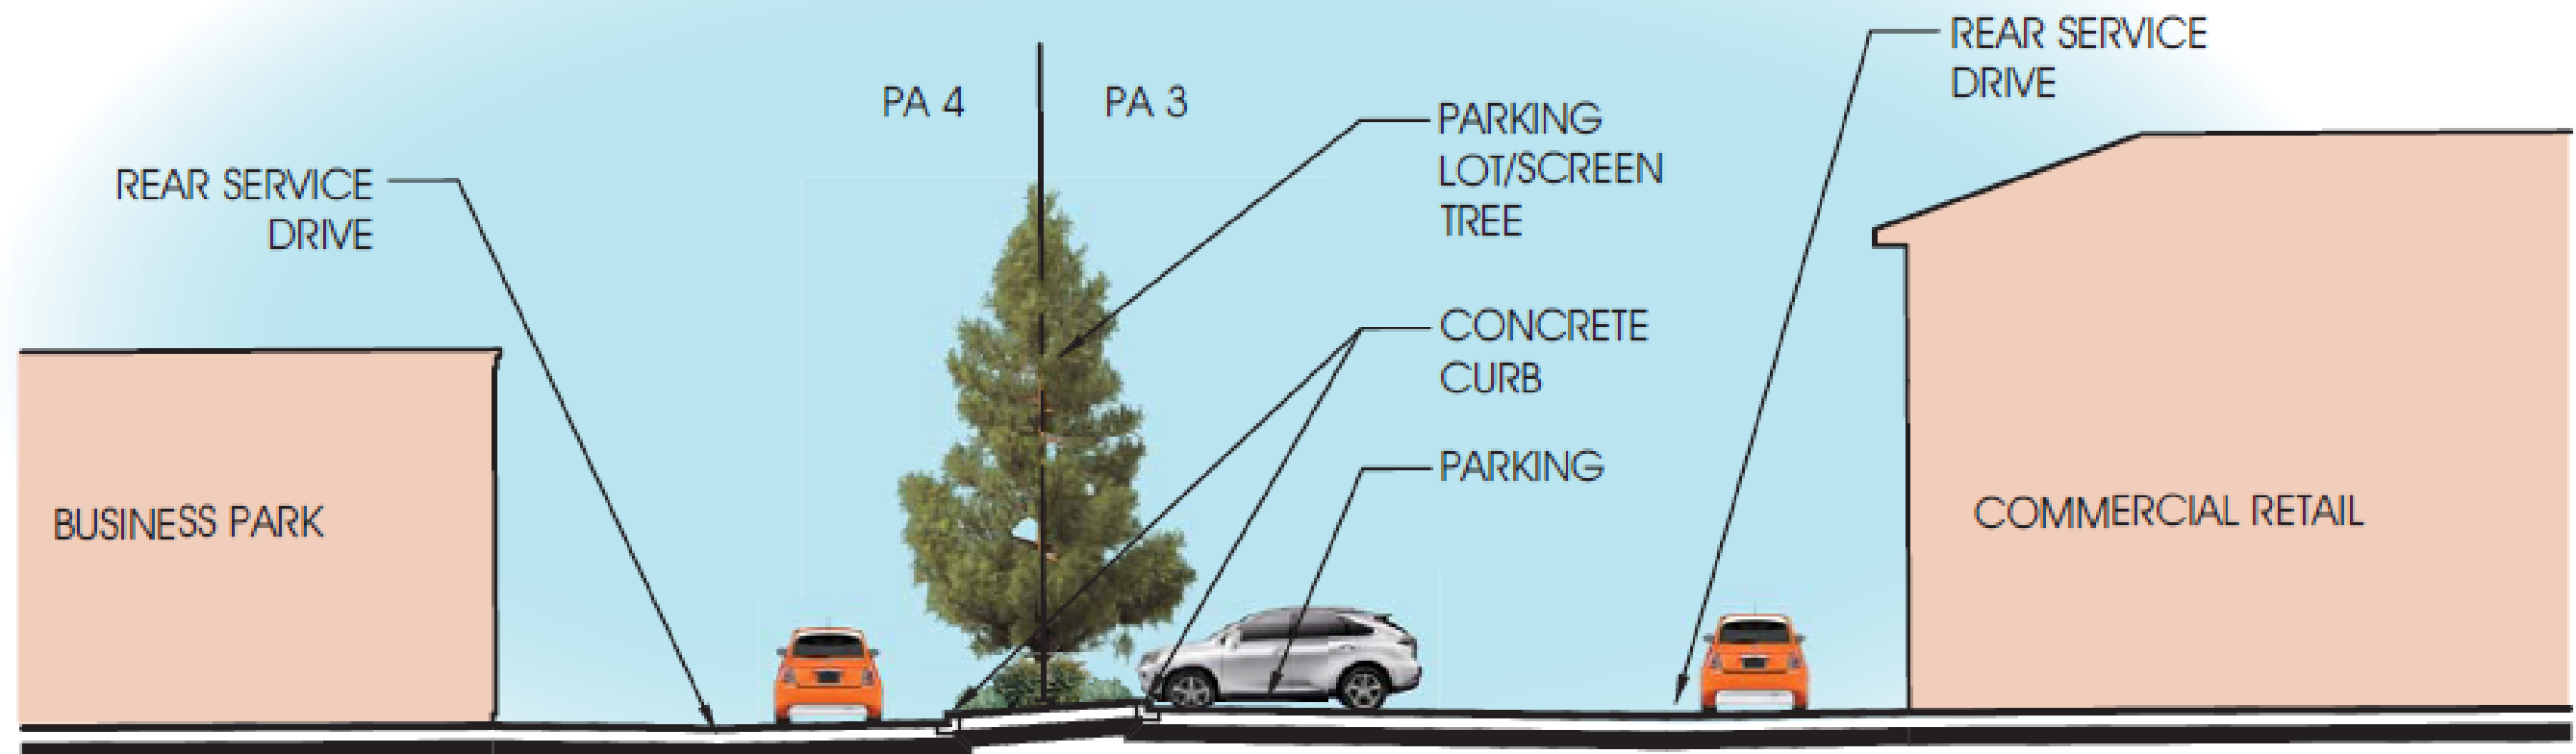 REAR SERVICE
DRIVE
PA 4
PA 3
PARKING
LOT/SCREEN
TREE
REAR SERVICE
DRIVE
CONCRETE
CURB
PARKING
BUSINESS PARK
COMMERCIAL RETAIL